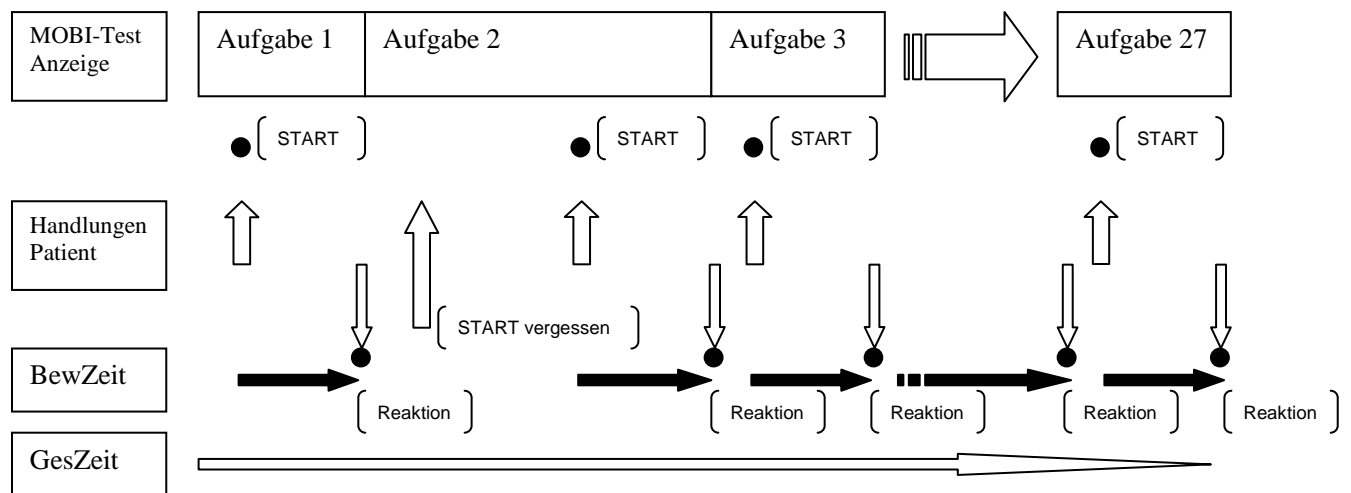 MOBI-Test
Anzeige
Aufgabe 1
Aufgabe 2
Aufgabe 3
Aufgabe 27
START
START
START
START
Handlungen
Patient
START vergessen
BewZeit
Reaktion
Reaktion
Reaktion
Reaktion
Reaktion
GesZeit